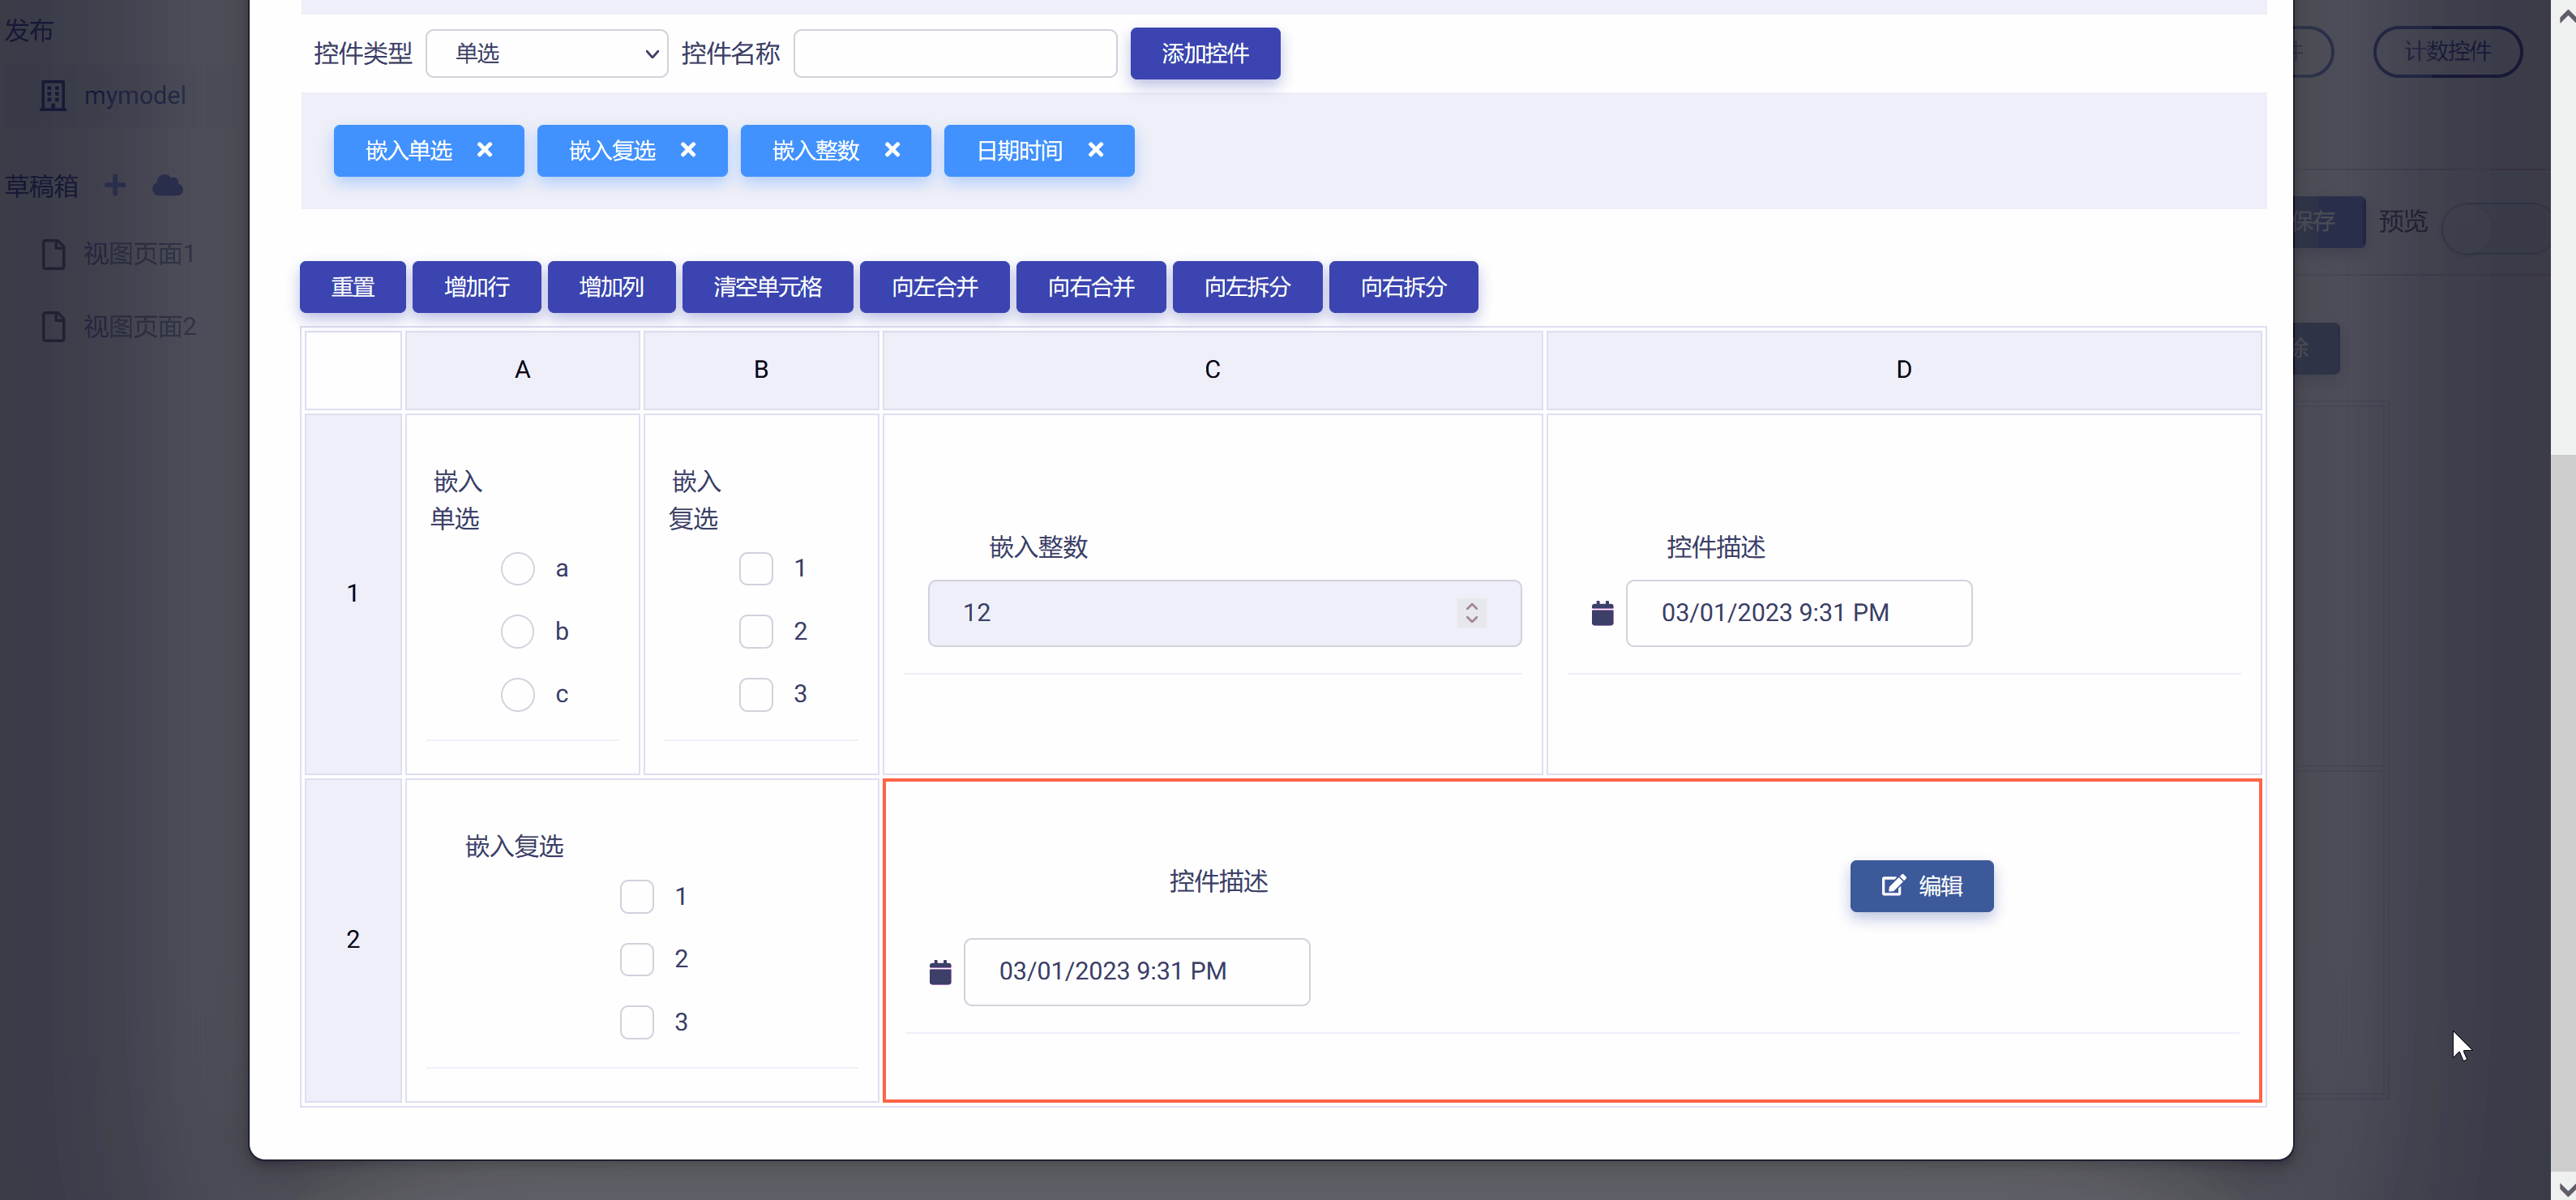 发布
mymodel
草稿箱
视图页面1
视图页面2
控件类型 单选 控件名称 添加控件
计数控件
嵌入单选 嵌入复选 嵌入整数 日期时间
保存 预览
重置 增加行 增加列 清空单元格 向左合并 向右合并 向左拆分 向右拆分
除
A B C D
1
嵌入
单选
a
b
c
嵌入
复选
1
2
3
嵌入整数
12
控件描述
03/01/2023 9:31 PM
2
嵌入复选
1
2
3
控件描述
03/01/2023 9:31 PM
编辑